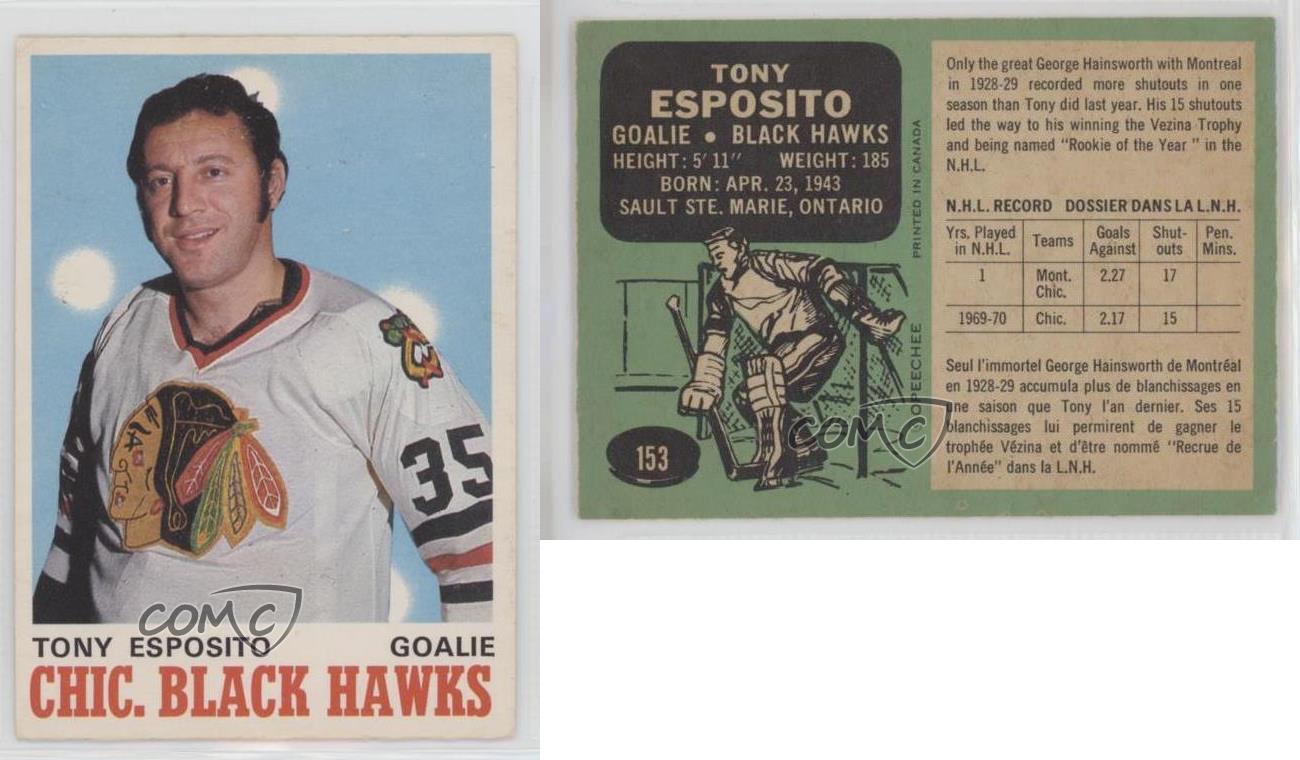 35
TONY ESPOSITO GOALIE
CHIC. BLACK HAWKS
COMC
TONY
ESPOSITO
GOALIE • BLACK HAWKS
HEIGHT: 5' 11" WEIGHT: 185
BORN: APR. 23, 1943
SAULT STE. MARIE, ONTARIO
153
OPEECHEE PRINTED IN CANADA
Only the great George Hainsworth with Montreal
in 1928-29 recorded more shutouts in one
season than Tony did last year. His 15 shutouts
led the way to his winning the Vezina Trophy
and being named "Rookie of the Year " in the
N.H.L.
N.H.L. RECORD DOSSIER DANS LA L.N.H.
Yrs. Played in N.H.L. Teams Goals Against Shut-outs Pen. Mins.
1 Mont. Chic. 2.27 17
1969-70 Chic. 2.17 15
Seul l'immortel George Hainsworth de Montréal
en 1928-29 accumula plus de blanchissages en
une saison que Tony l'an dernier. Ses 15
blanchissages lui permirent de gagner le
trophée Vézina et d'être nommé "Recrue de
l'Année" dans la L.N.H.
COMC